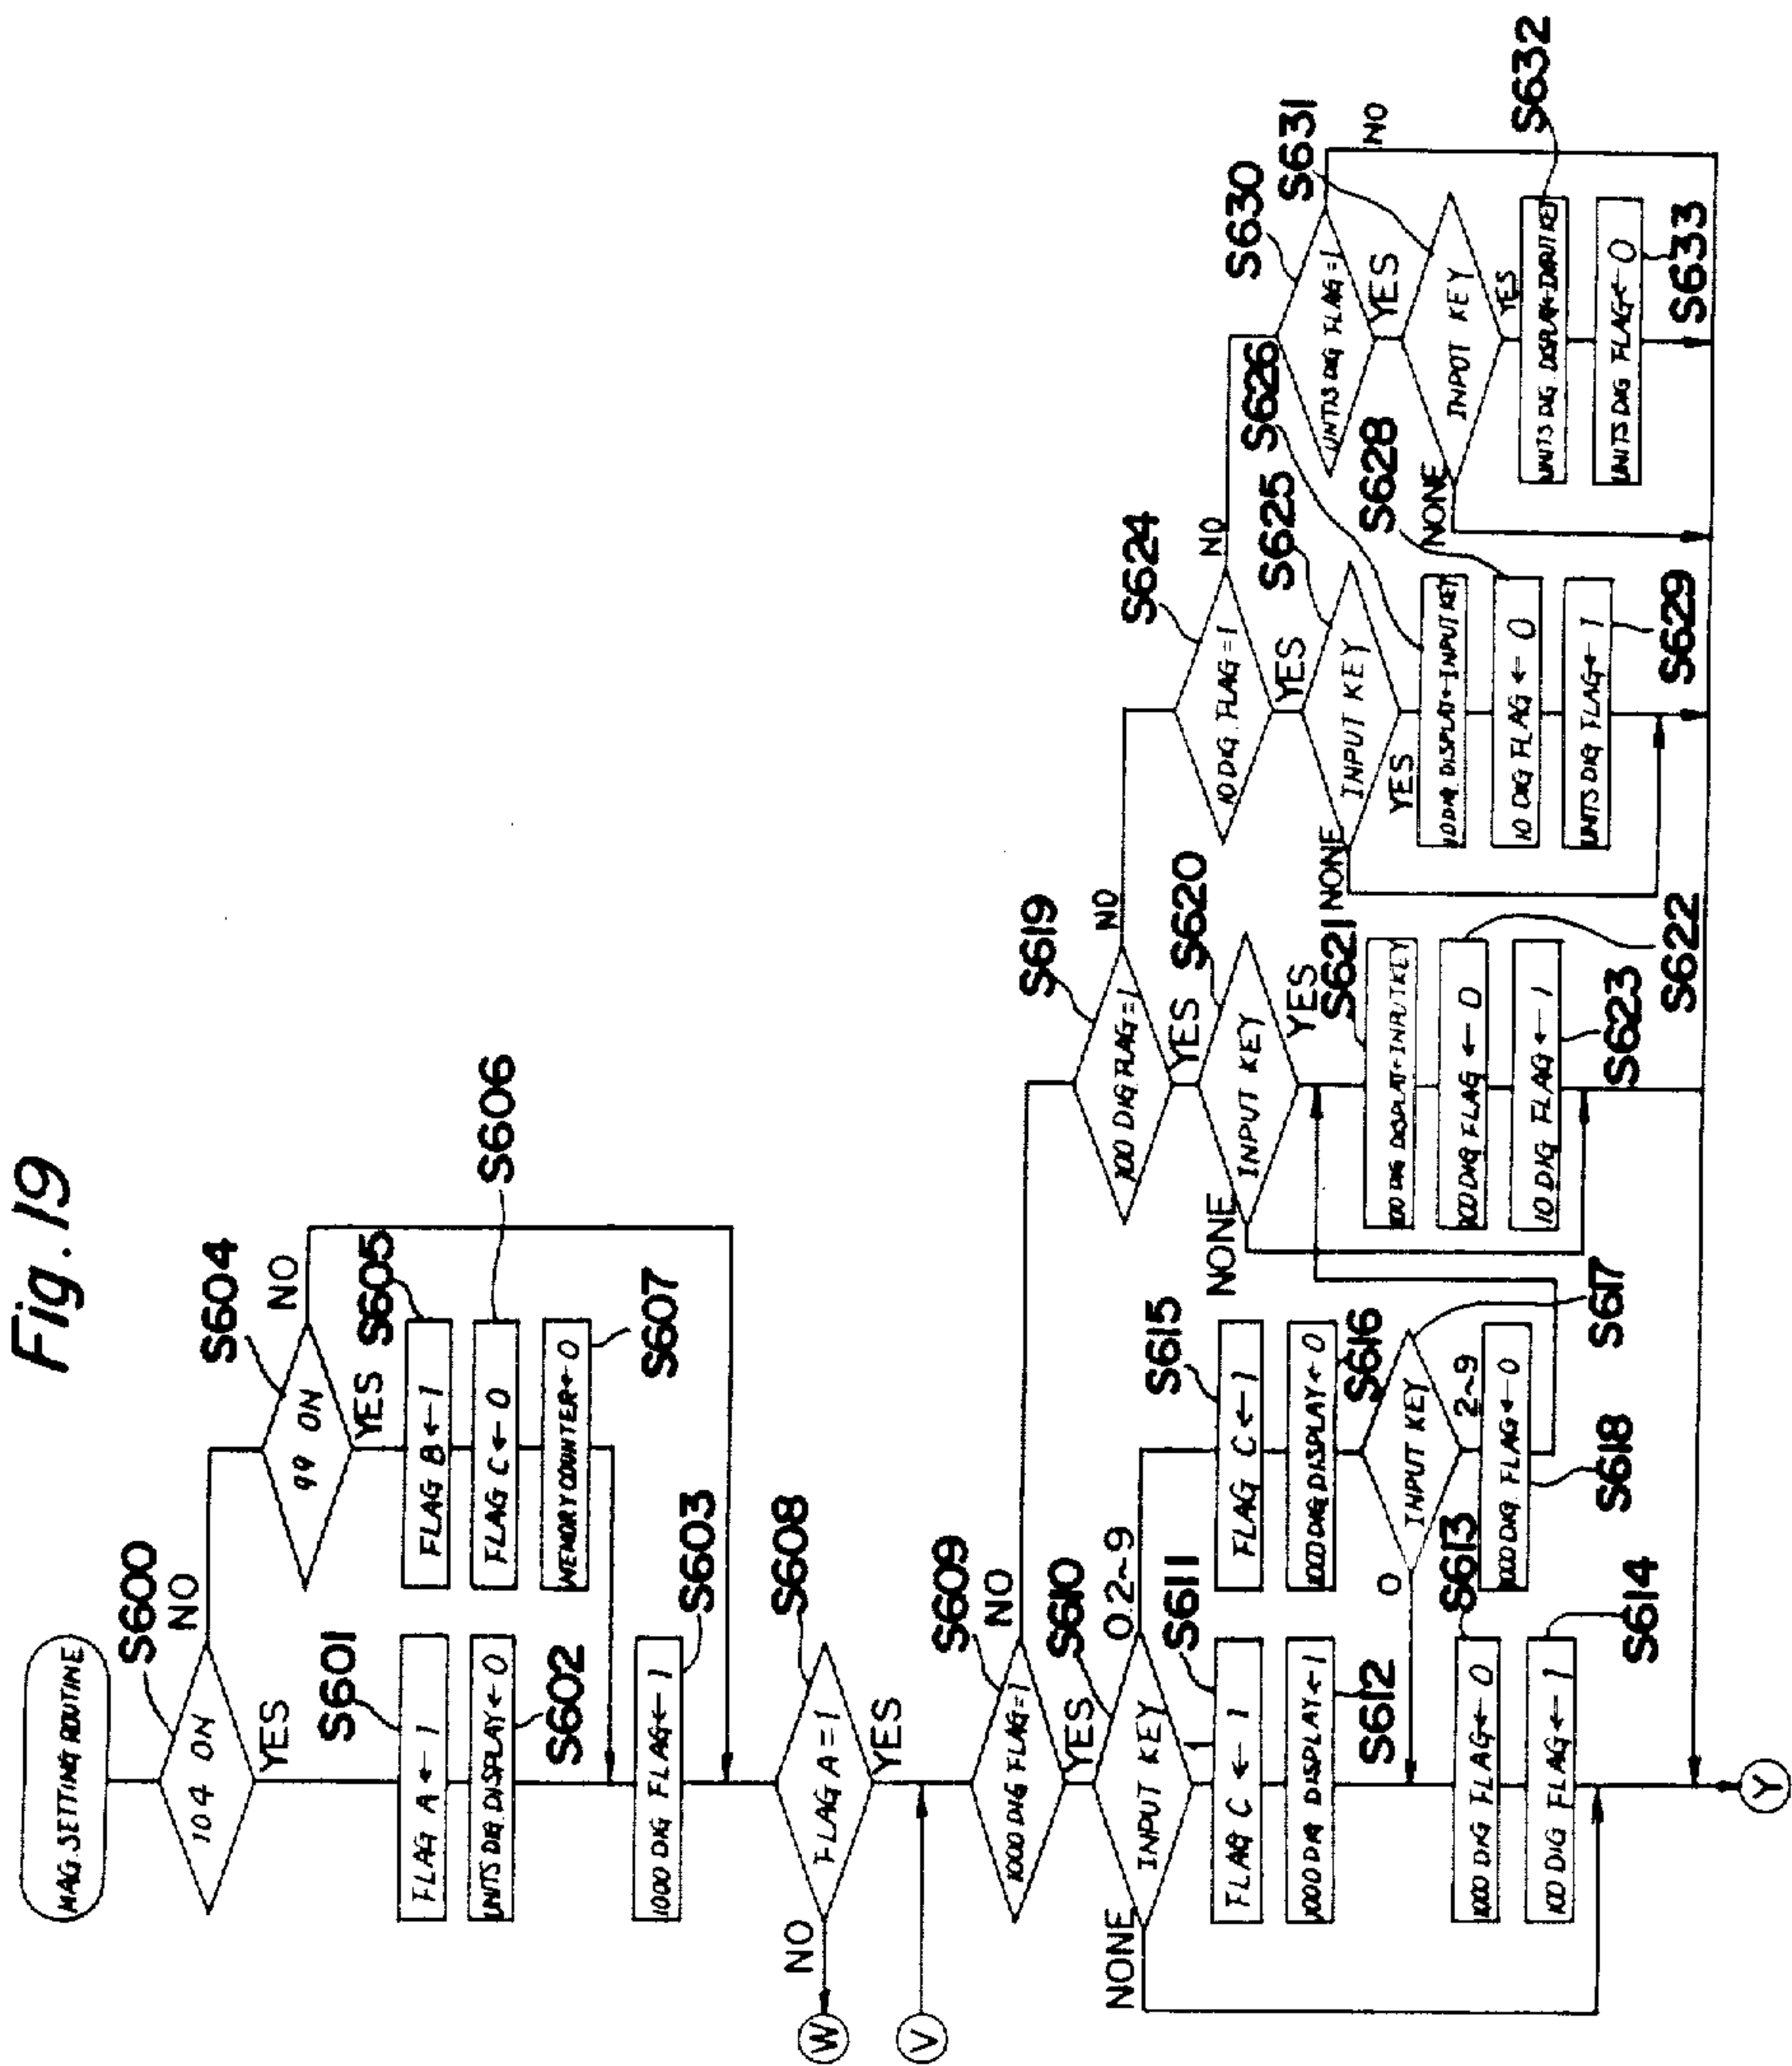 Fig. 19
MAG. SETTING ROUTINE
S600
104 ON
NO
YES
S601
FLAG A ← 1
UNITS DIG. DISPLAY ← 0
S602
S604
99 ON
NO
YES
S605
FLAG B ← 1
FLAG C ← 0
S606
MEMORY COUNTER ← 0
S607
1000 DIG FLAG ← 1
S603
FLAG A = 1
S608
NO
W
YES
V
1000 DIG FLAG = 1
S609
NO
YES
S610
INPUT KEY
NONE
0.2~9
S611
FLAG C ← 1
1000 DIG DISPLAY ← 1
S612
S615
FLAG C ← 1
1000 DIG DISPLAY ← 0
S616
INPUT KEY
S617
0
2~9
1000 DIG FLAG ← 0
S618
S613
1000 DIG FLAG ← 0
100 DIG FLAG ← 1
S614
S619
100 DIG FLAG = 1
NO
YES
S620
INPUT KEY
NONE
YES
S621
100 DIG DISPLAY ← INPUT KEY
100 DIG FLAG ← 0
S622
10 DIG FLAG ← 1
S623
S624
10 DIG FLAG = 1
NO
YES
S625
INPUT KEY
NONE
YES
S626
10 DIG DISPLAY ← INPUT KEY
S628
10 DIG FLAG ← 0
UNITS DIG FLAG ← 1
S629
S630
UNITS DIG FLAG = 1
NO
YES
S631
INPUT KEY
NONE
YES
S632
UNITS DIG DISPLAY ← INPUT KEY
UNITS DIG FLAG ← 0
S633
Y